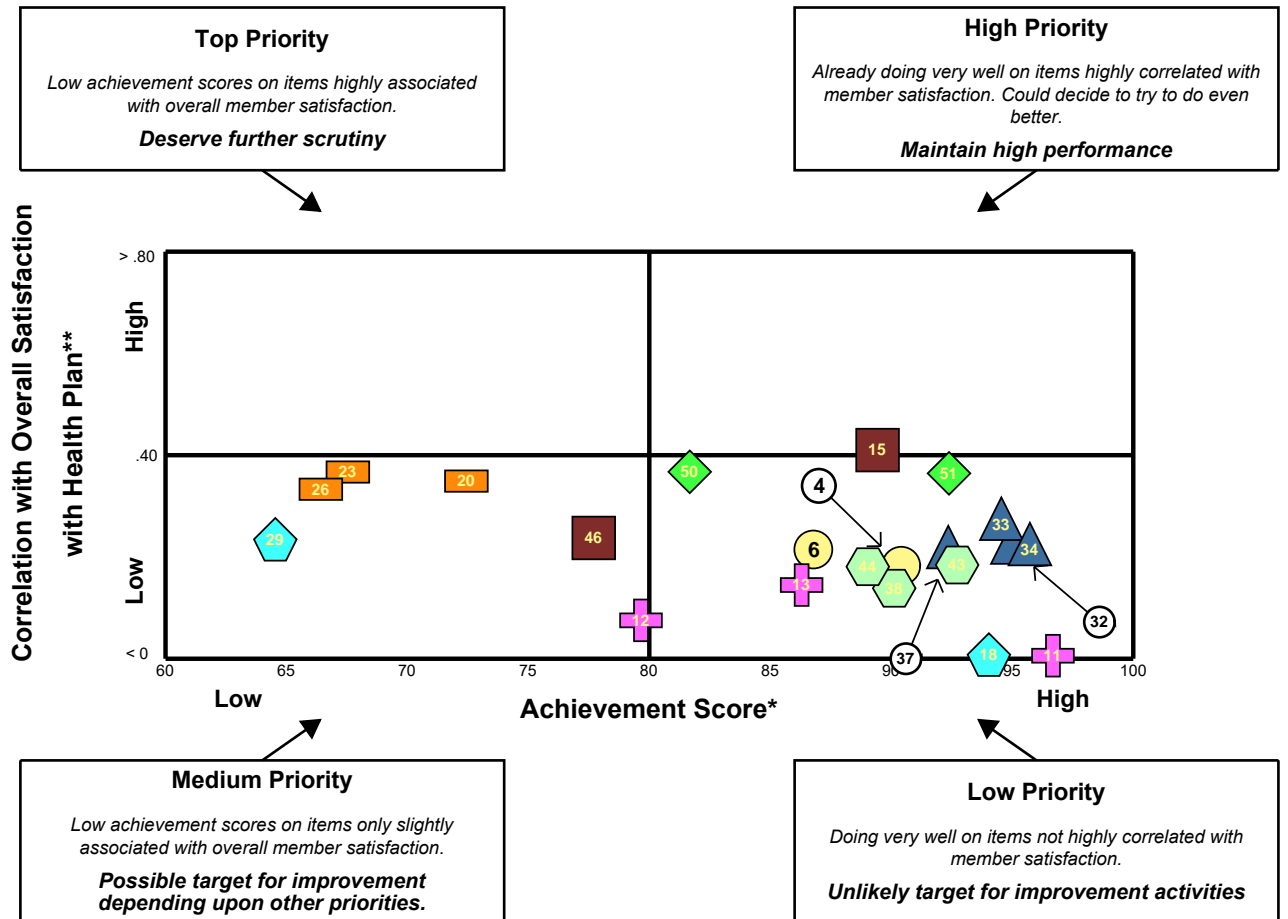 Top Priority
Low achievement scores on items highly associated
with overall member satisfaction.
Deserve further scrutiny
High Priority
Already doing very well on items highly correlated with
member satisfaction. Could decide to try to do even
better.
Maintain high performance
Correlation with Overall Satisfaction
with Health Plan**
> .80
High
.40
Low
< 0
15
50
51
23
26
20
4
29
46
6
33
34
44
43
38
13
12
32
37
18
11
60
65
70
75
80
85
90
95
100
Low
Achievement Score*
High
Medium Priority
Low achievement scores on items only slightly
associated with overall member satisfaction.
Possible target for improvement
depending upon other priorities.
Low Priority
Doing very well on items not highly correlated with
member satisfaction.
Unlikely target for improvement activities